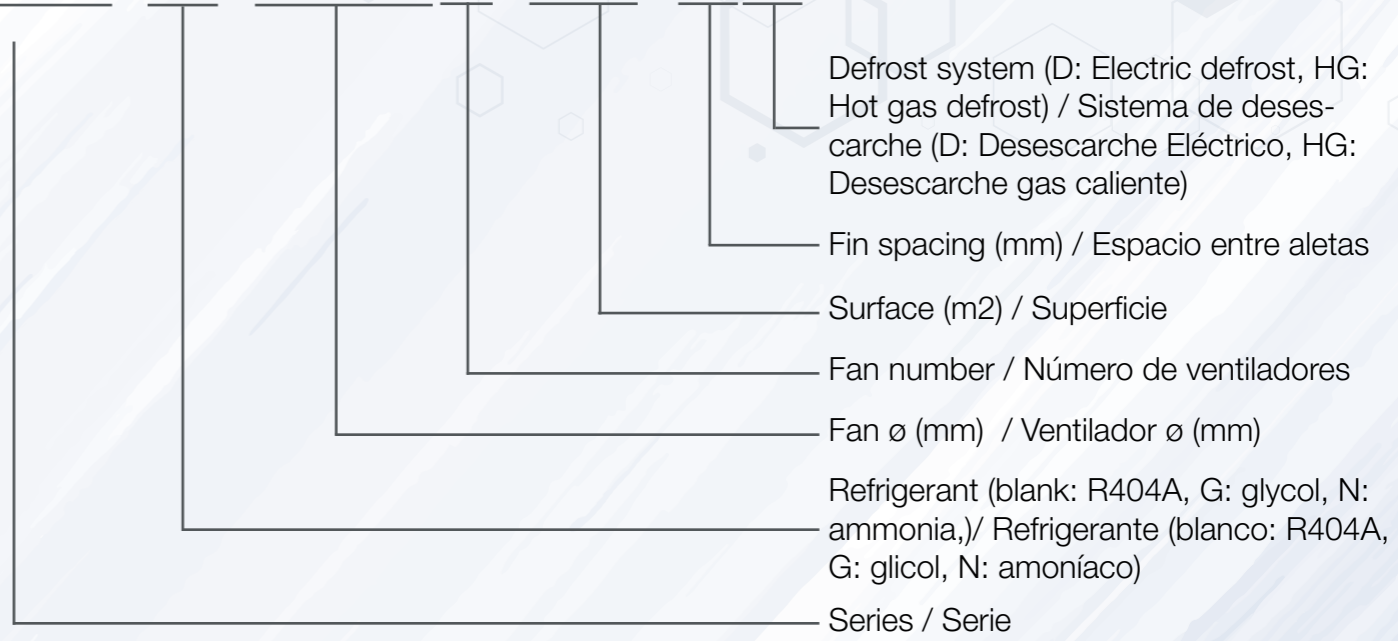 Defrost system (D: Electric defrost, HG:
Hot gas defrost) / Sistema de deses-
carche (D: Desescarche Eléctrico, HG:
Desescarche gas caliente)
Fin spacing (mm) / Espacio entre aletas
Surface (m2) / Superficie
Fan number / Número de ventiladores
Fan ø (mm) / Ventilador ø (mm)
Refrigerant (blank: R404A, G: glycol, N:
ammonia,)/ Refrigerante (blanco: R404A,
G: glicol, N: amoníaco)
Series / Serie